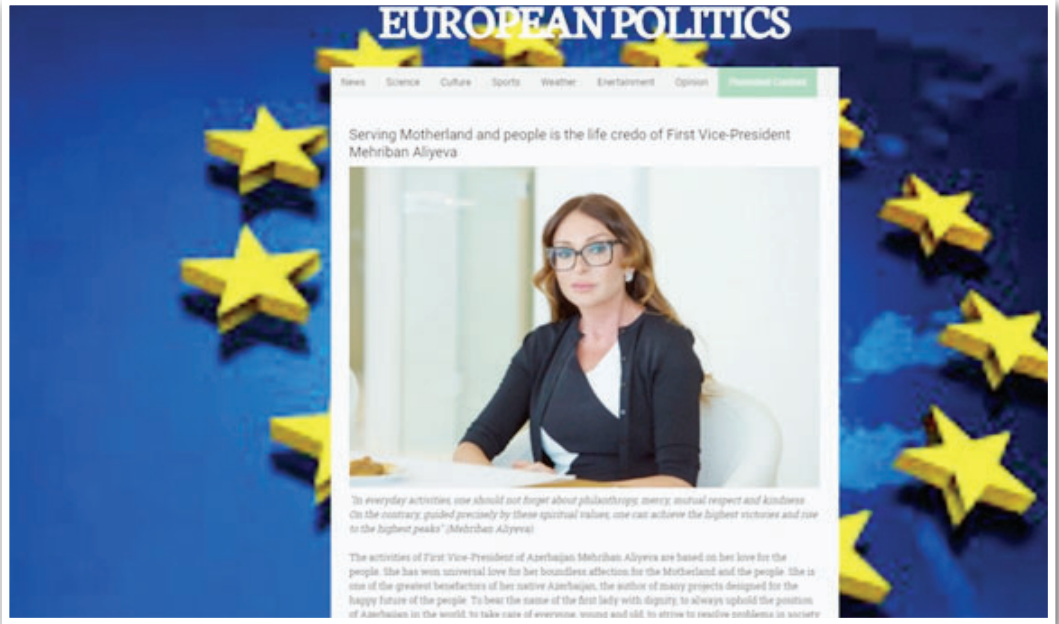 EUROPEAN POLITICS
News Science Culture Sports Weather Enertainment Opinion Promoted Content
Serving Motherland and people is the life credo of First Vice-President
Mehriban Aliyeva
"In everyday activities, one should not forget about philanthropy, mercy, mutual respect and kindness
On the contrary, guided precisely by these spiritual values, one can achieve the highest victories and rise
to the highest peaks" (Mehriban Aliyeva)
The activities of First Vice-President of Azerbaijan Mehriban Aliyeva are based on her love for the
people. She has won universal love for her boundless affection for the Motherland and the people. She is
one of the greatest benefactors of her native Azerbaijan, the author of many projects designed for the
happy future of the people. To bear the name of the first lady with dignity, to always uphold the position
of Azerbaijan in the world, to take care of everyone, young and old, to strive to resolve problems in society